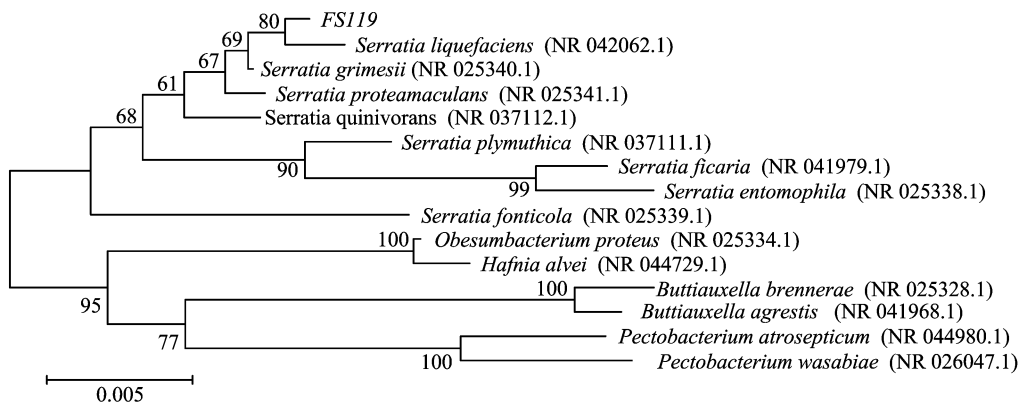 80 FS119
69 Serratia liquefaciens (NR 042062.1)
67 Serratia grimesii (NR 025340.1)
61 Serratia proteamaculans (NR 025341.1)
68 Serratia quinivorans (NR 037112.1)
Serratia plymuthica (NR 037111.1)
90 Serratia ficaria (NR 041979.1)
99 Serratia entomophila (NR 025338.1)
Serratia fonticola (NR 025339.1)
100 Obesumbacterium proteus (NR 025334.1)
Hafnia alvei (NR 044729.1)
95 100 Buttiauxella brennerae (NR 025328.1)
Buttiauxella agrestis (NR 041968.1)
77 Pectobacterium atrosepticum (NR 044980.1)
100 Pectobacterium wasabiae (NR 026047.1)
0.005